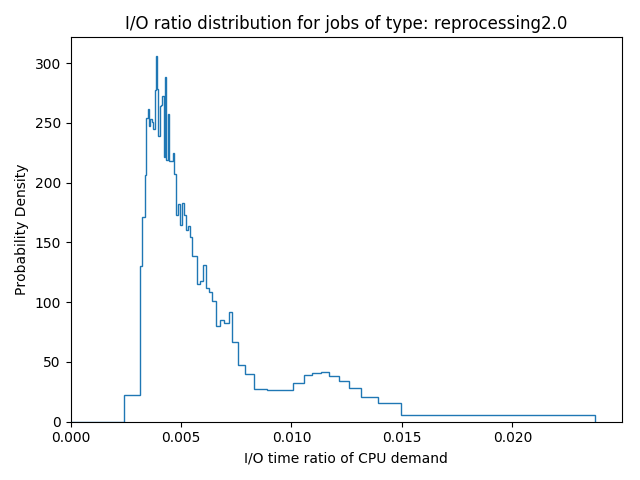 I/O ratio distribution for jobs of type: reprocessing2.0
300
250
200
150
100
50
0
Probability Density
0.000 0.005 0.010 0.015 0.020
I/O time ratio of CPU demand